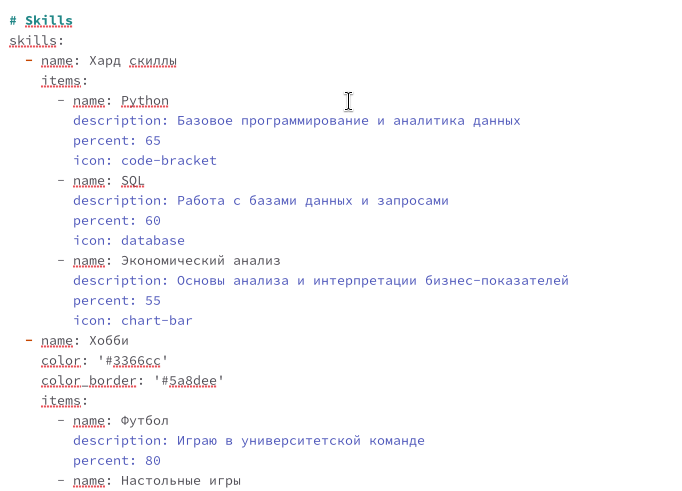 # Skills
skills:
  - name: Хард скиллы
    items:
      - name: Python
        description: Базовое программирование и аналитика данных
        percent: 65
        icon: code-bracket
      - name: SQL
        description: Работа с базами данных и запросами
        percent: 60
        icon: database
      - name: Экономический анализ
        description: Основы анализа и интерпретации бизнес-показателей
        percent: 55
        icon: chart-bar
  - name: Хобби
    color: '#3366cc'
    color_border: '#5a8dee'
    items:
      - name: Футбол
        description: Играю в университетской команде
        percent: 80
      - name: Настольные игры